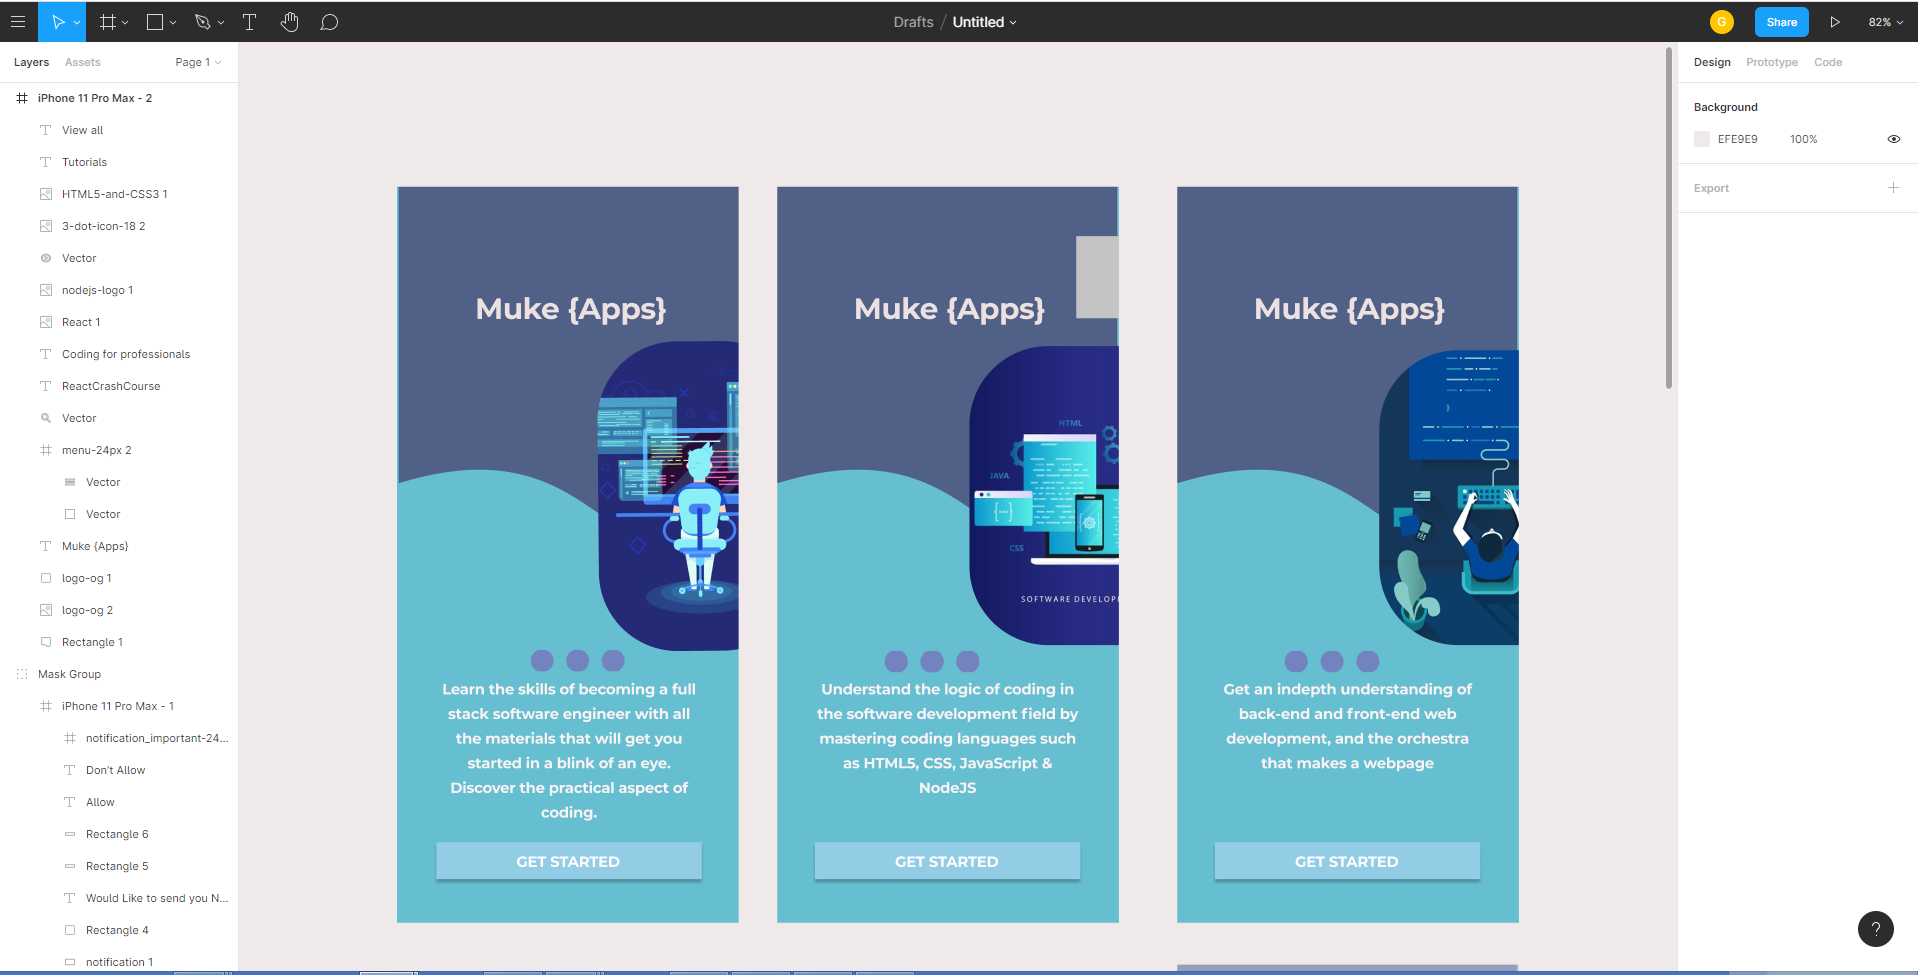 Drafts / Untitled
G
Share
82%
Layers
Assets
Page 1
iPhone 11 Pro Max - 2
View all
Tutorials
HTML5-and-CSS3 1
3-dot-icon-18 2
Vector
nodejs-logo 1
React 1
Coding for professionals
ReactCrashCourse
Vector
menu-24px 2
Vector
Vector
Muke {Apps}
logo-og 1
logo-og 2
Rectangle 1
Mask Group
iPhone 11 Pro Max - 1
notification_important-24...
Don't Allow
Allow
Rectangle 6
Rectangle 5
Would Like to send you N...
Rectangle 4
notification 1
Muke {Apps}
Learn the skills of becoming a full
stack software engineer with all
the materials that will get you
started in a blink of an eye.
Discover the practical aspect of
coding.
GET STARTED
Muke {Apps}
HTML
JAVA
{---}
CSS
SOFTWARE DEVELOP
Understand the logic of coding in
the software development field by
mastering coding languages such
as HTML5, CSS, JavaScript &
NodeJS
GET STARTED
Muke {Apps}
Get an indepth understanding of
back-end and front-end web
development, and the orchestra
that makes a webpage
GET STARTED
Design
Prototype
Code
Background
EFE9E9
100%
Export
?